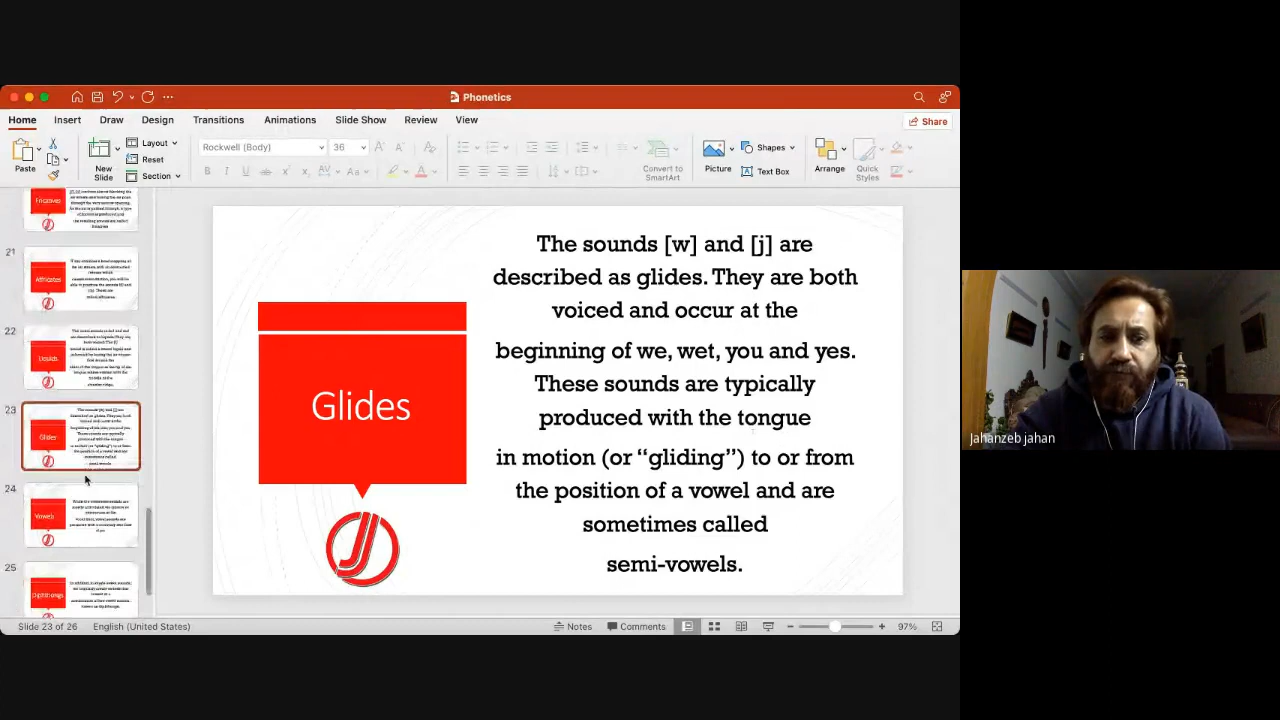 Phonetics
Home Insert Draw Design Transitions Animations Slide Show Review View
Share
Paste
New Slide
Layout
Reset
Section
Rockwell (Body) 36
Convert to SmartArt
Picture
Shapes
Text Box
Arrange
Quick Styles
Fricatives
21
Affricates
22
Liquids
23
Glides
24
Vowels
25
Diphthongs
Glides
The sounds [w] and [j] are
described as glides. They are both
voiced and occur at the
beginning of we, wet, you and yes.
These sounds are typically
produced with the tongue
in motion (or “gliding”) to or from
the position of a vowel and are
sometimes called
semi-vowels.
Jahanzeb jahan
Slide 23 of 26 English (United States) Notes Comments 97%